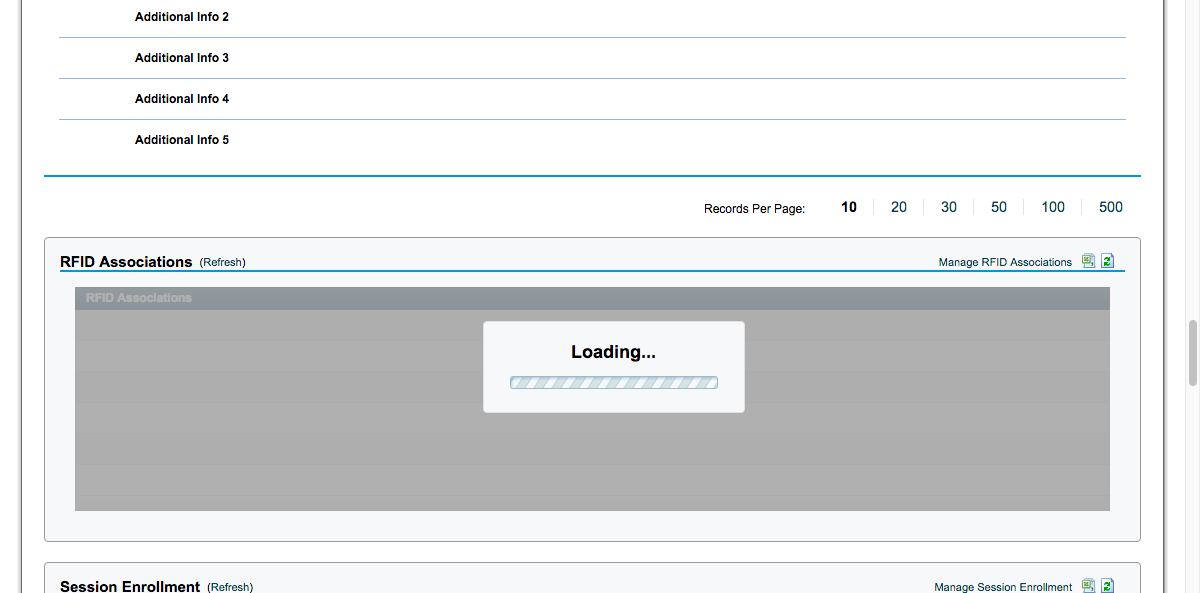 Additional Info 2
Additional Info 3
Additional Info 4
Additional Info 5
Records Per Page: 10 20 30 50 100 500
RFID Associations (Refresh) Manage RFID Associations
RFID Associations
Loading...
Session Enrollment (Refresh) Manage Session Enrollment